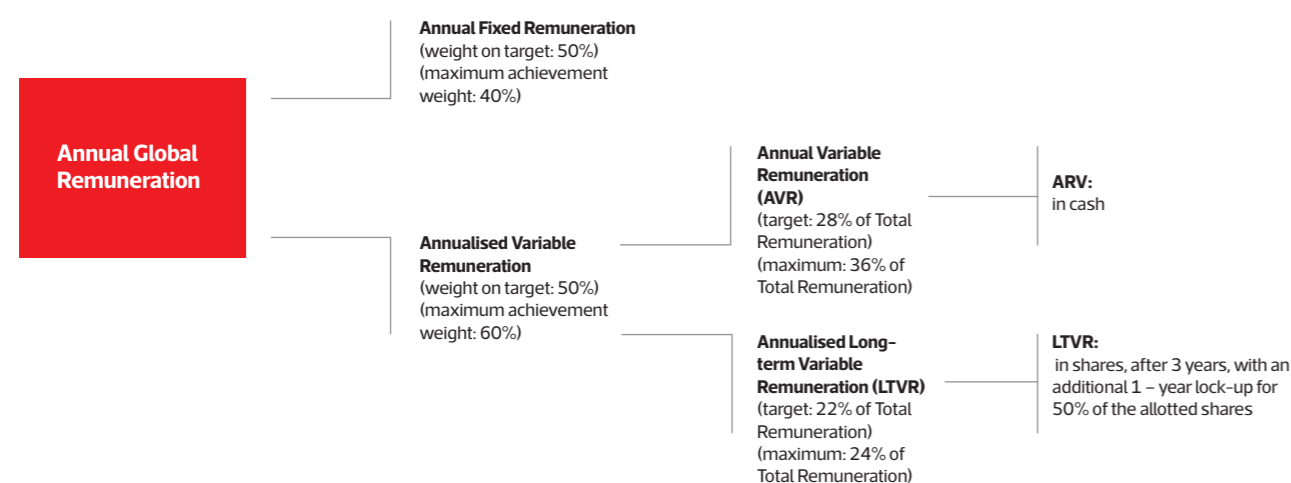 Annual Global
Remuneration
Annual Fixed Remuneration
(weight on target: 50%)
(maximum achievement
weight: 40%)
Annualised Variable
Remuneration
(weight on target: 50%)
(maximum achievement
weight: 60%)
Annual Variable
Remuneration
(AVR)
(target: 28% of Total
Remuneration)
(maximum: 36% of
Total Remuneration)
ARV:
in cash
Annualised Long-
term Variable
Remuneration (LTVR)
(target: 22% of Total
Remuneration)
(maximum: 24% of
Total Remuneration)
LTVR:
in shares, after 3 years, with an
additional 1 – year lock-up for
50% of the allotted shares